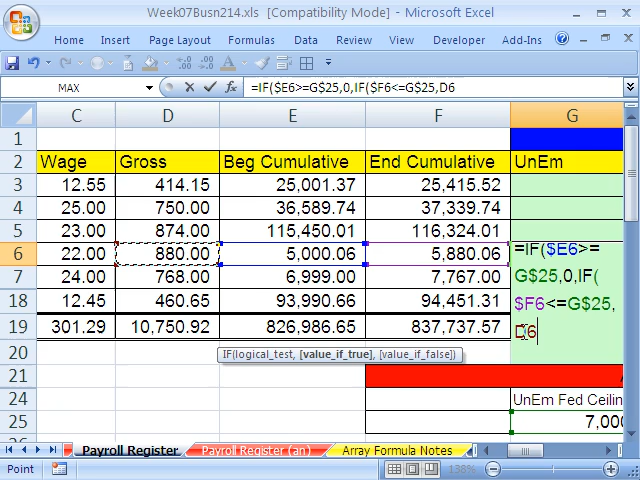 Week07Busn214.xls [Compatibility Mode] - Microsoft Excel
Home Insert Page Layout Formulas Data Review View Developer Add-Ins
MAX =IF($E6>=G$25,0,IF($F6<=G$25,D6
C D E F G
1
2 Wage Gross Beg Cumulative End Cumulative UnEm
3 12.55 414.15 25,001.37 25,415.52
4 25.00 750.00 36,589.74 37,339.74
5 23.00 874.00 115,450.01 116,324.01
6 22.00 880.00 5,000.06 5,880.06 =IF($E6>=
7 24.00 768.00 6,999.00 7,767.00 G$25,0,IF(
18 12.45 460.65 93,990.66 94,451.31 $F6<=G$25,
19 301.29 10,750.92 826,986.65 837,737.57 D6
IF(logical_test, [value_if_true], [value_if_false])
20
21
24 UnEm Fed Ceilin
25 7,000
Payroll Register Payroll Register (an) Array Formula Notes
Point 138%